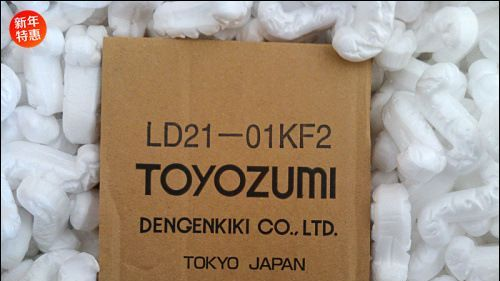 新年
特惠
LD21-01KF2
TOYOZUMI
DENGENKIKI CO., LTD.
TOKYO JAPAN